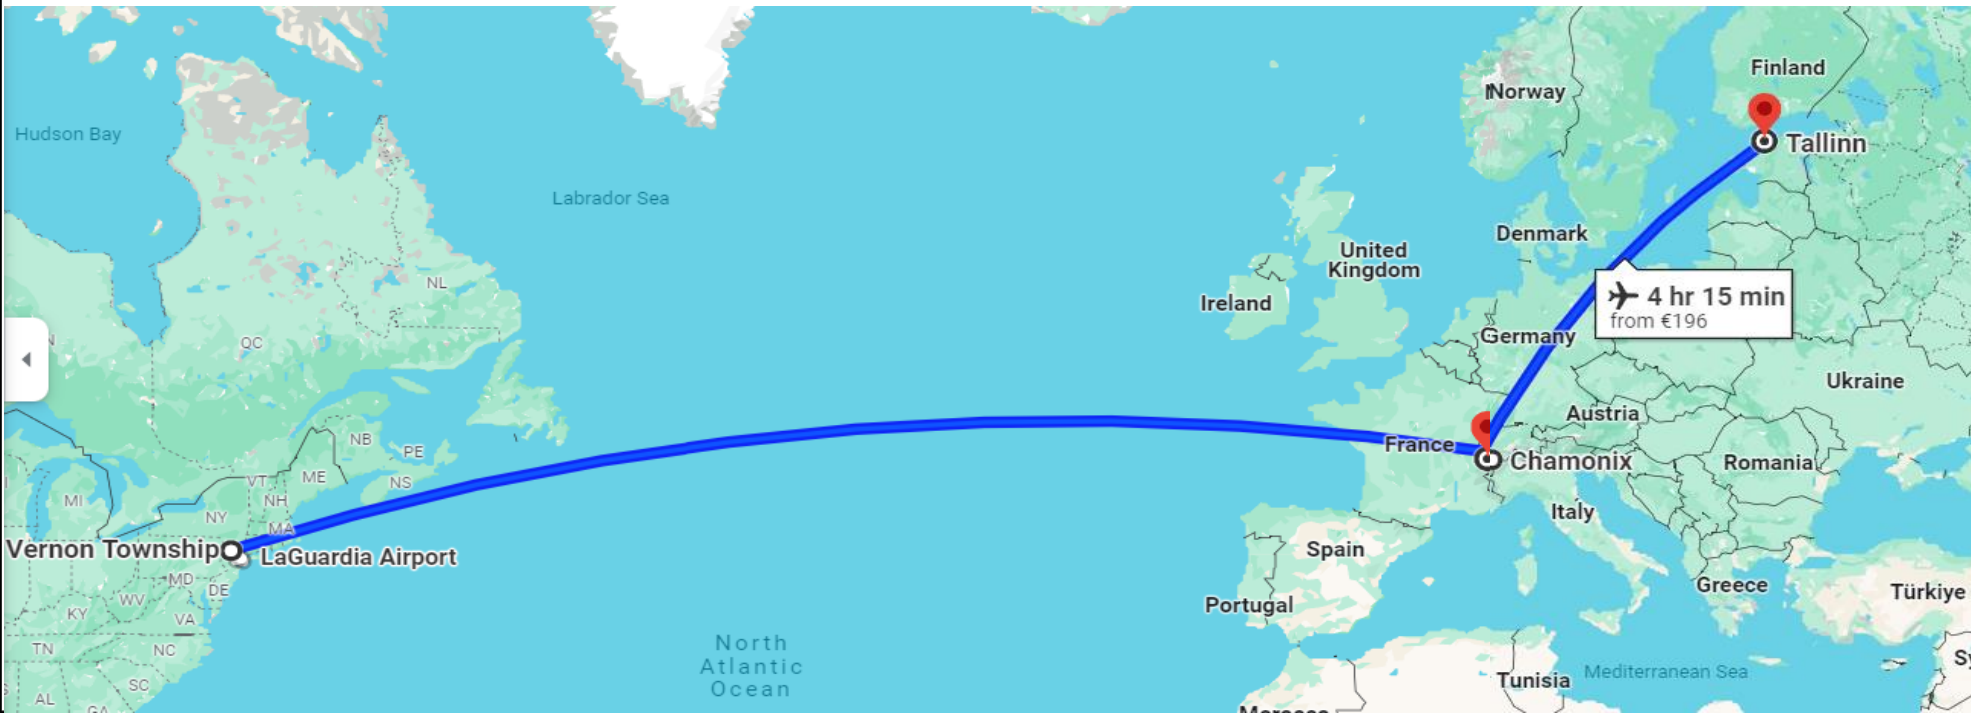 Finland
Norway
Hudson Bay
Tallinn
Labrador Sea
Denmark
United
Kingdom
NL
4 hr 15 min
from €196
Ireland
Germany
QC
Ukraine
Austria
NB
PE
France
Chamonix
Romania
VT
ME
NS
MI
NH
NY
Italy
MA
Vernon Township
LaGuardia Airport
Spain
MD
DE
Greece
Türkiye
WV
KY
VA
Portugal
TN
NC
North
Atlantic
Ocean
Mediterranean Sea
Tunisia
SC
AL